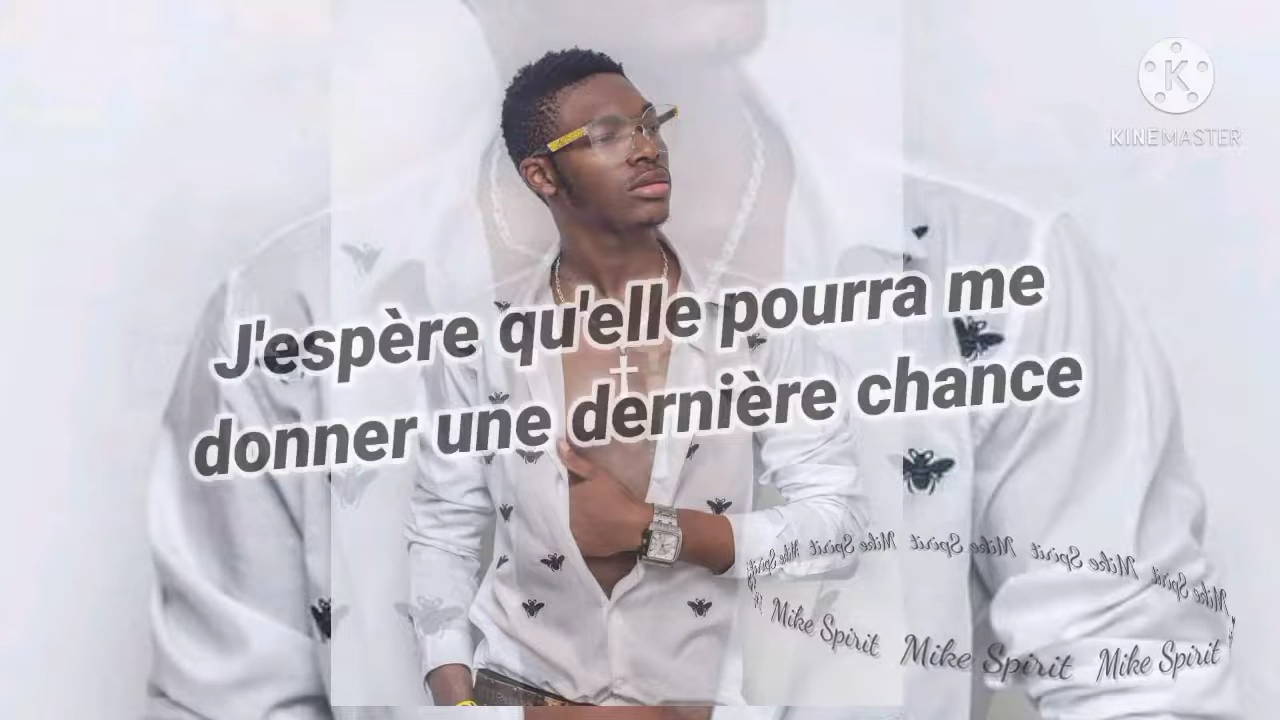 KINEMASTER
J'espère qu'elle pourra me
donner une dernière chance
Mike Spirit Mike Spirit Mike Spirit Mike Spirit
Mike Spirit Mike Spirit Mike Spirit